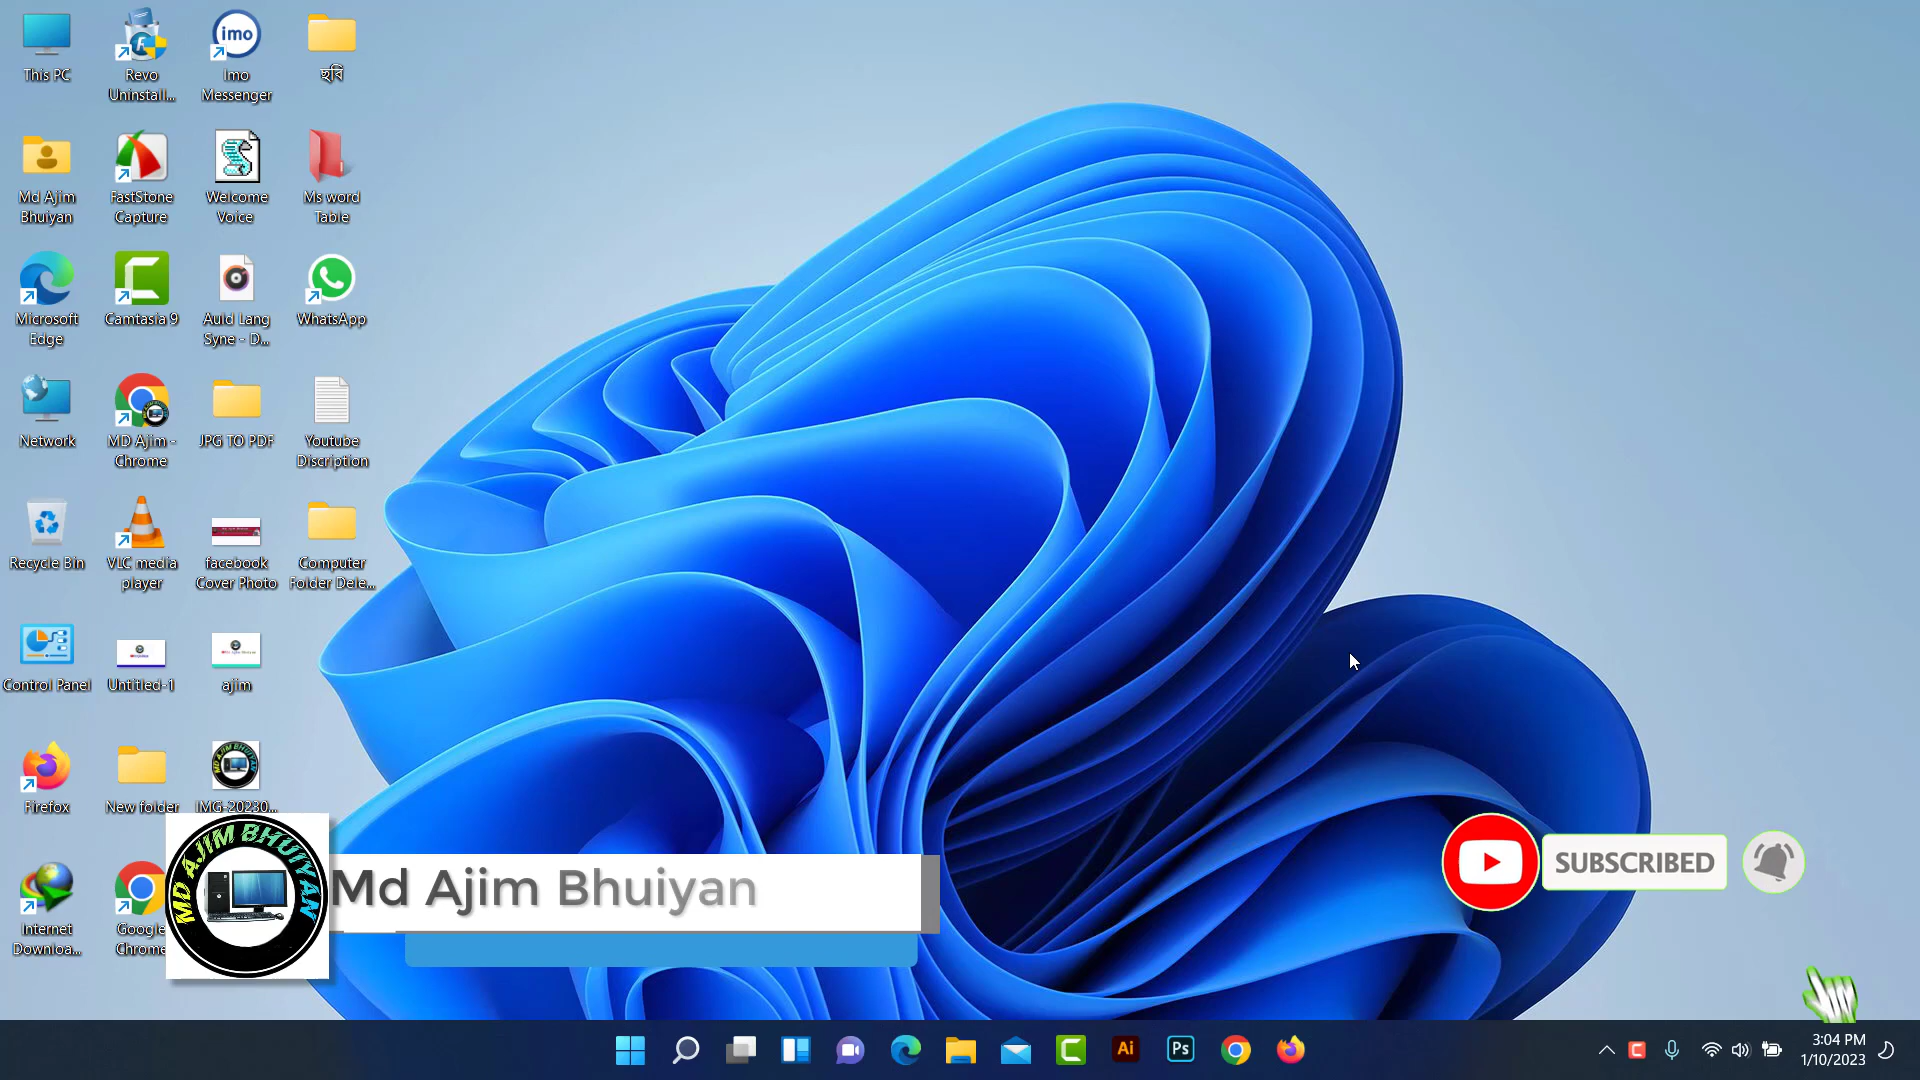 This PC
Revo
Uninstall...
imo
Imo
Messenger
ছবি
Md Ajim
Bhuiyan
FastStone
Capture
Welcome
Voice
Ms word
Table
Microsoft
Edge
Camtasia 9
Auld Lang
Syne - D...
WhatsApp
Network
MD Ajim -
Chrome
JPG TO PDF
Youtube
Discription
Recycle Bin
VLC media
player
facebook
Cover Photo
Computer
Folder Dele...
Control Panel
Untitled-1
ajim
Firefox
New folder
IMG-20230...
Internet
Downloa...
Google
Chrome
MD AJIM BHUIYAN
Md Ajim Bhuiyan
SUBSCRIBED
Ai
Ps
3:04 PM
1/10/2023